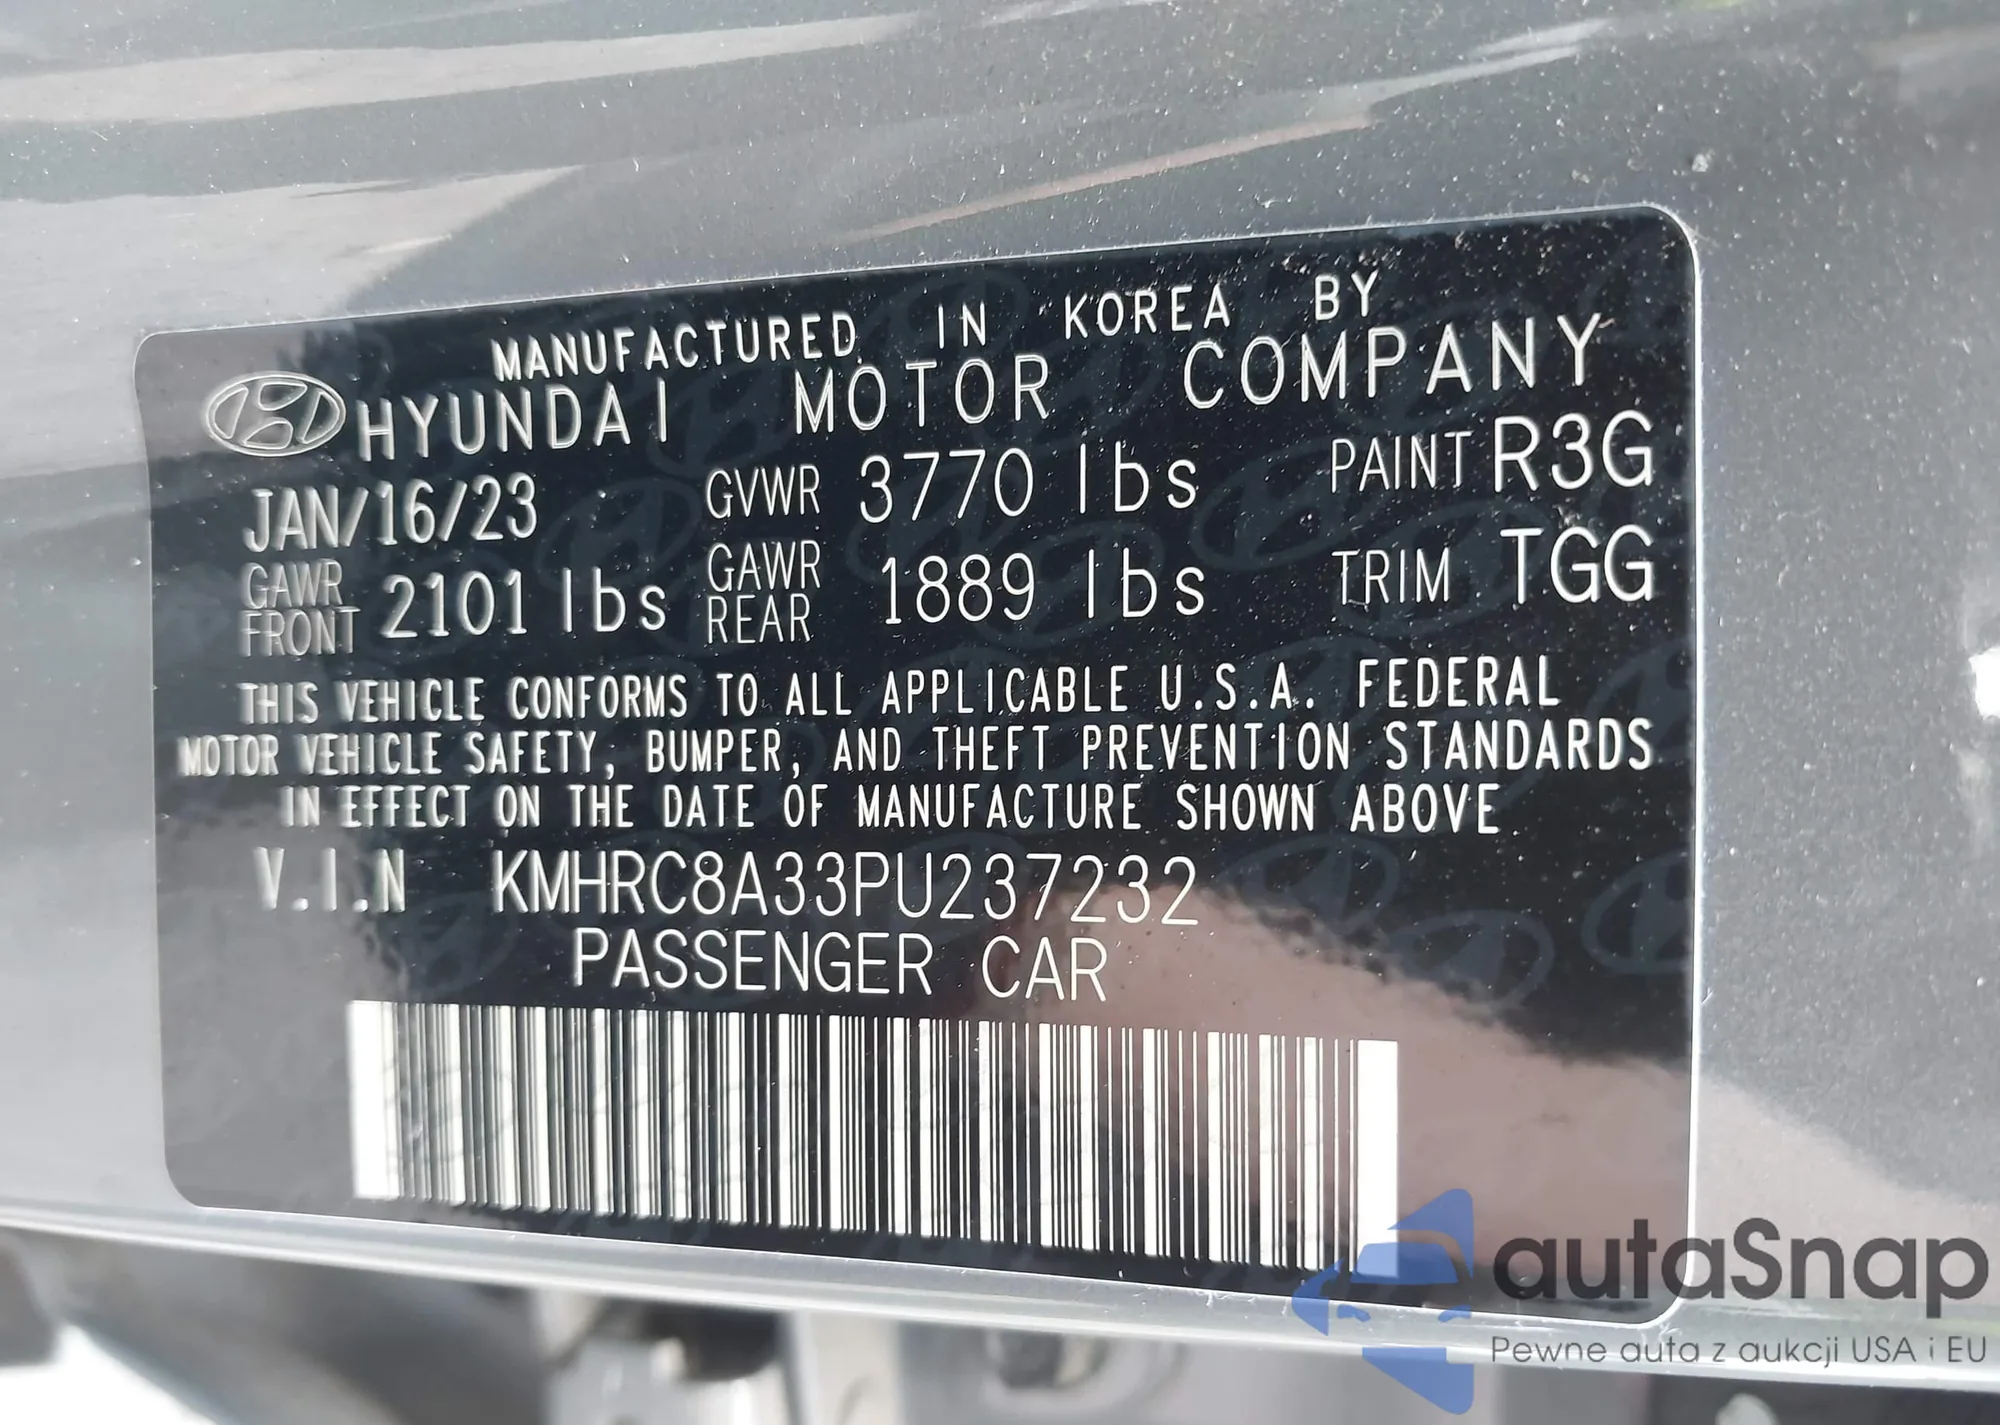 MANUFACTURED IN KOREA BY
HYUNDAI MOTOR COMPANY
JAN/16/23 GVWR 3770 lbs PAINT R3G
GAWR FRONT 2101 lbs GAWR REAR 1889 lbs TRIM TGG
THIS VEHICLE CONFORMS TO ALL APPLICABLE U.S.A. FEDERAL
MOTOR VEHICLE SAFETY, BUMPER, AND THEFT PREVENTION STANDARDS
IN EFFECT ON THE DATE OF MANUFACTURE SHOWN ABOVE
V.I.N KMHRC8A33PU237232
PASSENGER CAR
autaSnap
Pewne auta z aukcji USA i EU